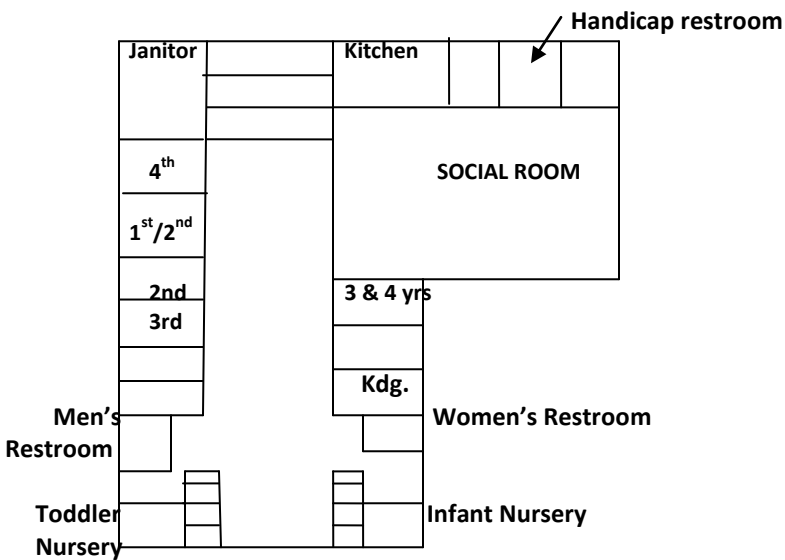 Handicap restroom
Janitor
Kitchen
4th
SOCIAL ROOM
1st/2nd
2nd
3 & 4 yrs
3rd
Kdg.
Men's
Restroom
Women's Restroom
Toddler
Nursery
Infant Nursery